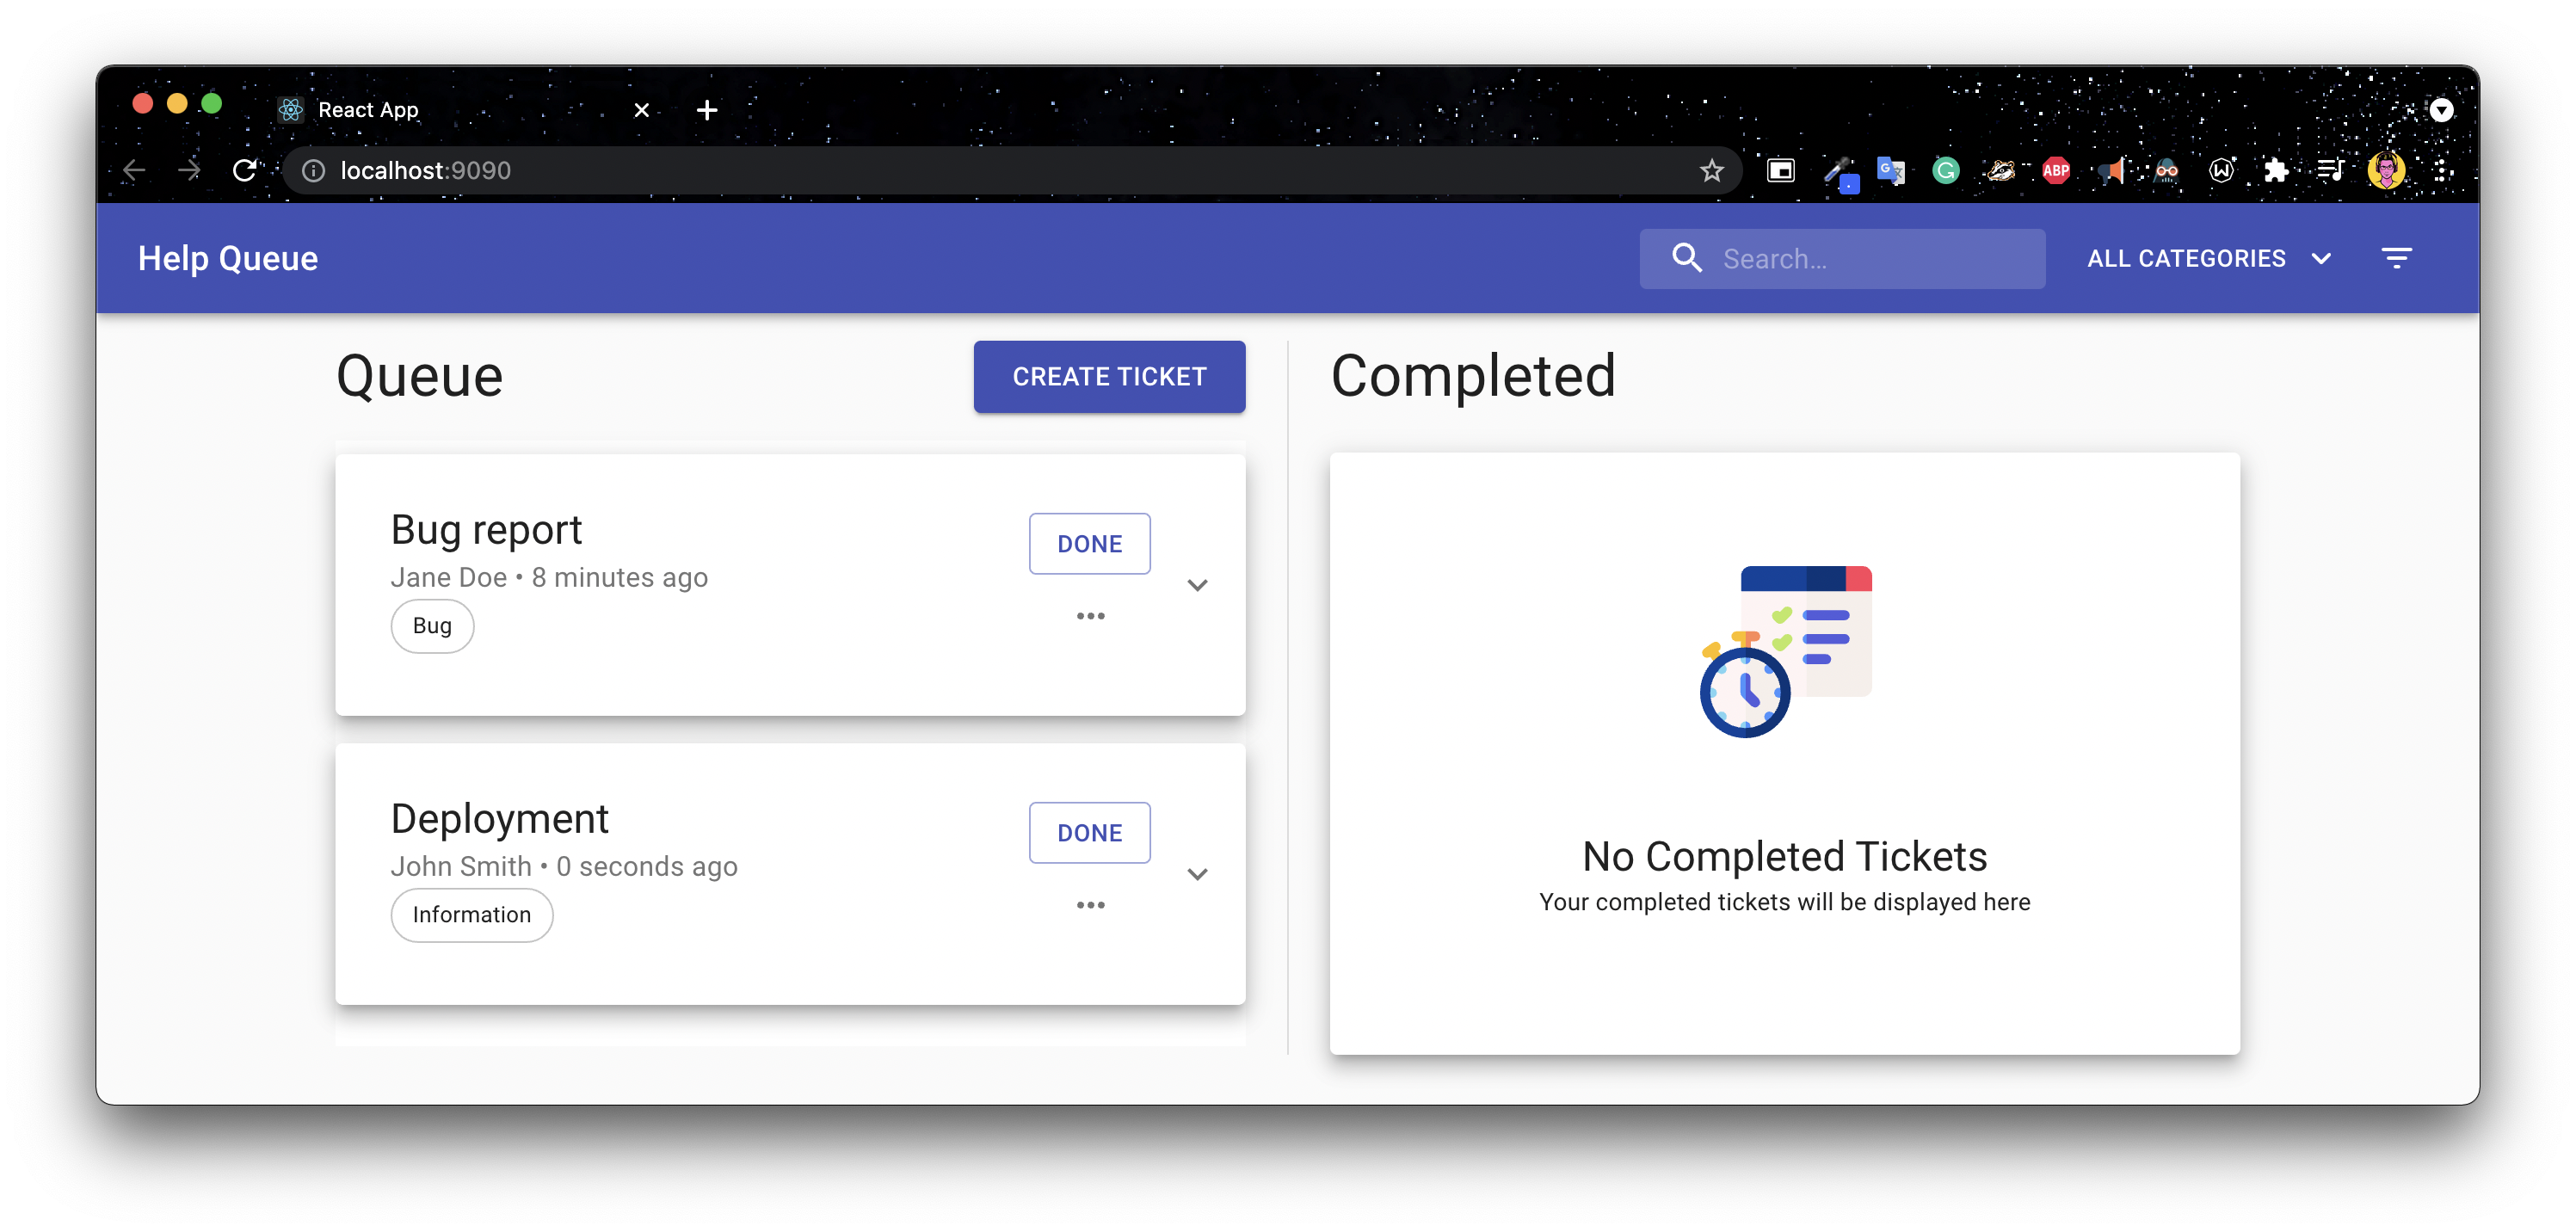 React App
localhost:9090
ABP
Help Queue
Search...
ALL CATEGORIES
Queue
CREATE TICKET
Completed
Bug report
DONE
Jane Doe • 8 minutes ago
Bug
Deployment
DONE
John Smith • 0 seconds ago
Information
No Completed Tickets
Your completed tickets will be displayed here